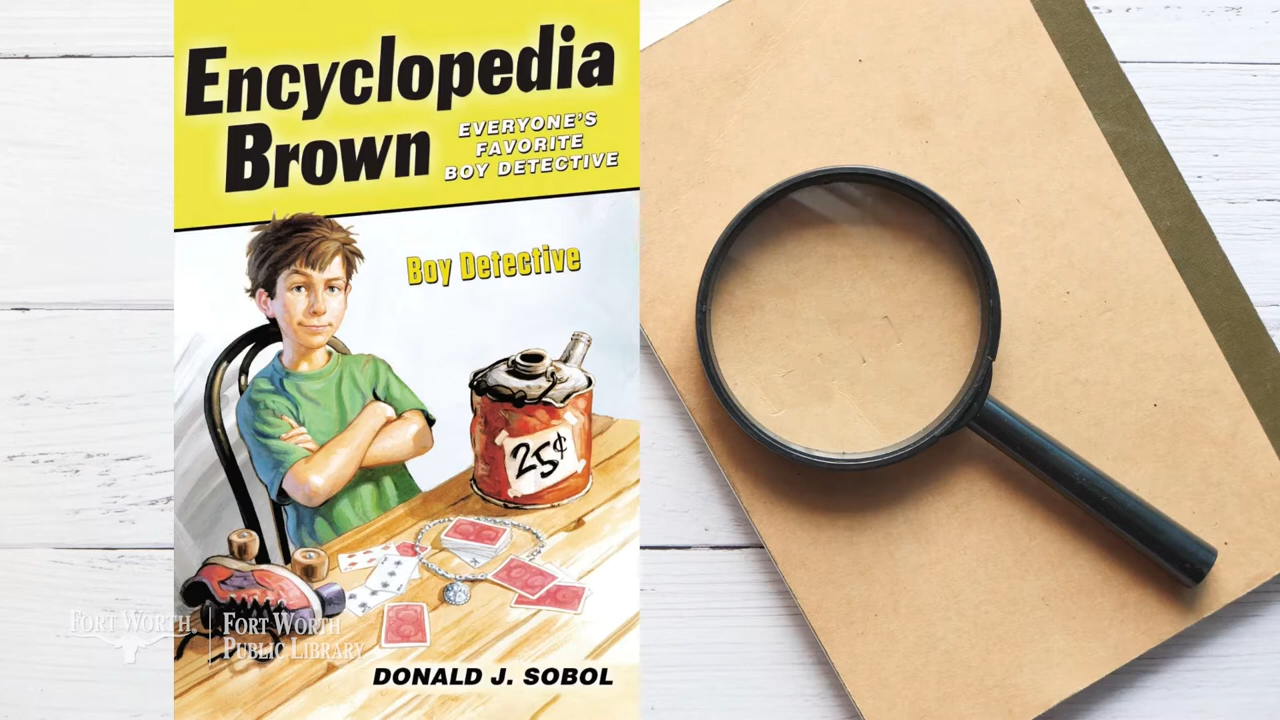 Encyclopedia
Brown
EVERYONE'S
FAVORITE
BOY DETECTIVE
Boy Detective
25¢
FORT WORTH
FORT WORTH
PUBLIC LIBRARY
DONALD J. SOBOL